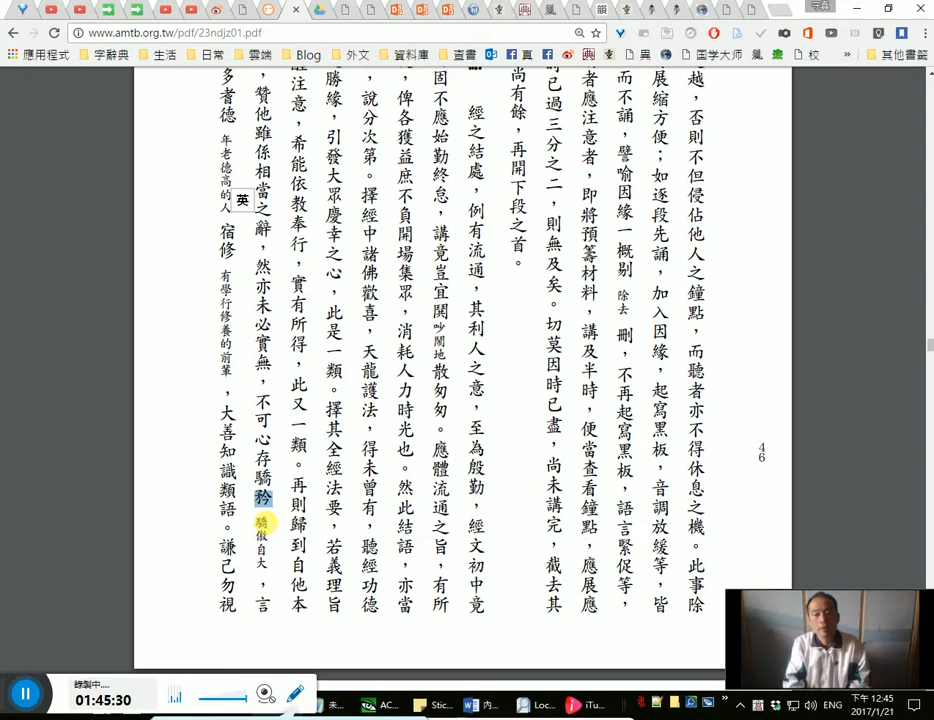 守真
www.amtb.org.tw/pdf/23ndjz01.pdf
應用程式 字辭典 生活 日常 雲端 Blog 外文 資料庫 查書 真 異 国学大师 校 » 其他書籤
46
越，否則不但侵佔他人之鐘點，而聽者亦不得休息之機。此事除
展縮方便；如逐段先誦，加入因緣，起寫黑板，音調放緩等，皆
而不誦，譬喻因緣一概剔 除去 刪，不再起寫黑板，語言緊促等，
者應注意者，即將預籌材料，講及半時，便當查看鐘點，應展應
時已過三分之二，則無及矣。切莫因時已盡，尚未講完，截去其
尚有餘，再開下段之首。
經之結處，例有流通，其利人之意，至為殷勤，經文初中竟
因不應始勤終怠，講竟豈宜鬨 吵鬧地 散匆匆。應體流通之旨，有所
，俾各獲益庶不負開場集眾，消耗人力時光也。然此結語，亦當
，說分次第。擇經中諸佛歡喜，天龍護法，得未曾有，聽經功德
勝緣，引發大眾慶幸之心，此是一類。擇其全經法要，若義理旨
注意，希能依教奉行，實有所得，此又一類。再則歸到自他本
，贊他雖係相當之辭，然亦未必實無，不可心存驕矜 驕傲自大 ，言
多耆德 年老德高的人 宿修 有學行修養的前輩 ，大善知識類語。謙己勿視
英
錄製中....
01:45:30
未... AC... Stic... 內... Loc... iTu... » ENG
下午 12:45
2017/1/21